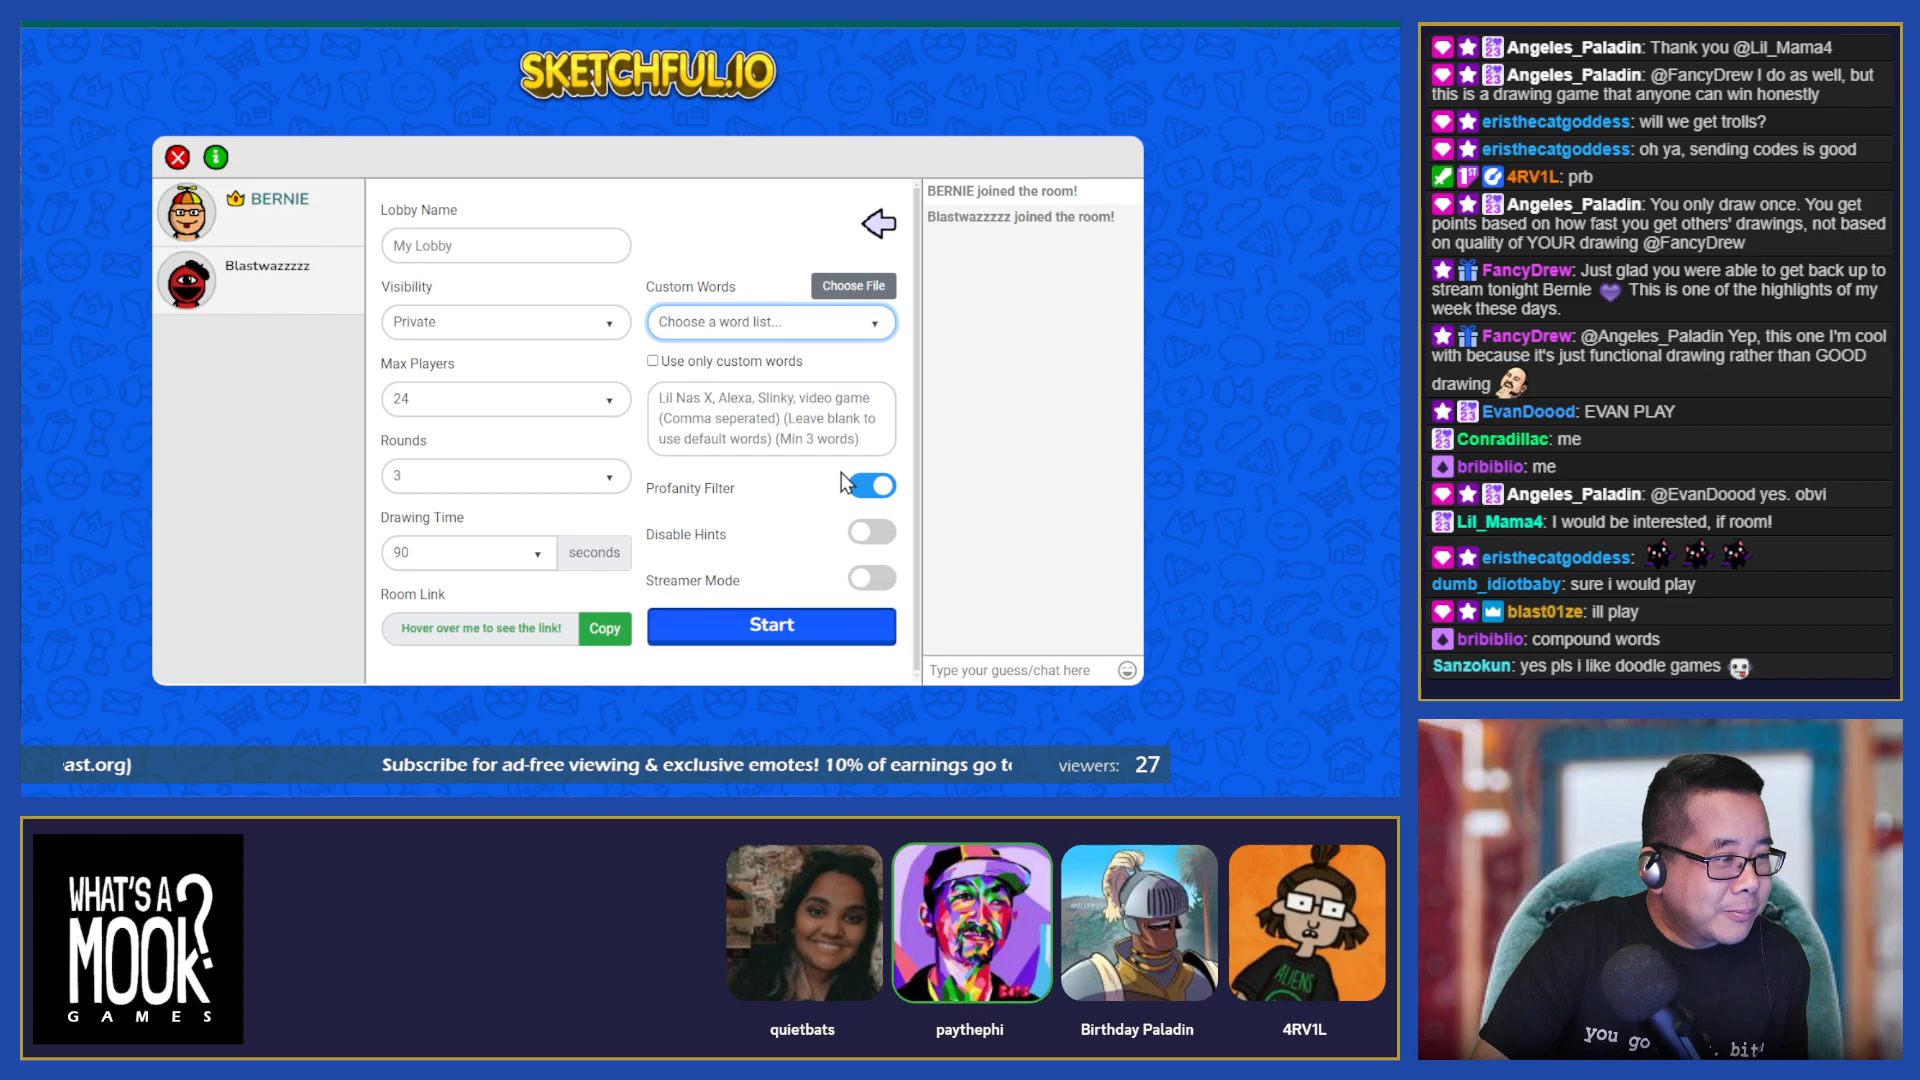 SKETCHFUL.IO
BERNIE
Blastwazzzzz
Lobby Name
My Lobby
Visibility
Private
Max Players
24
Rounds
3
Drawing Time
90
seconds
Room Link
Hover over me to see the link!
Copy
Custom Words
Choose File
Choose a word list...
Use only custom words
Lil Nas X, Alexa, Slinky, video game
(Comma seperated) (Leave blank to
use default words) (Min 3 words)
Profanity Filter
Disable Hints
Streamer Mode
Start
BERNIE joined the room!
Blastwazzzzz joined the room!
Type your guess/chat here
ast.org)
Subscribe for ad-free viewing & exclusive emotes! 10% of earnings go to
viewers: 27
WHAT'S A
MOOK?
GAMES
quietbats
paythephi
Birthday Paladin
ALIENS
4RV1L
Angeles_Paladin: Thank you @Lil_Mama4
Angeles_Paladin: @FancyDrew I do as well, but
this is a drawing game that anyone can win honestly
eristhecatgoddess: will we get trolls?
eristhecatgoddess: oh ya, sending codes is good
4RV1L: prb
Angeles_Paladin: You only draw once. You get
points based on how fast you get others' drawings, not based
on quality of YOUR drawing @FancyDrew
FancyDrew: Just glad you were able to get back up to
stream tonight Bernie 💜 This is one of the highlights of my
week these days.
FancyDrew: @Angeles_Paladin Yep, this one I'm cool
with because it's just functional drawing rather than GOOD
drawing
EvanDoood: EVAN PLAY
Conradillac: me
bribiblio: me
Angeles_Paladin: @EvanDoood yes. obvi
Lil_Mama4: I would be interested, if room!
eristhecatgoddess:
dumb_idiotbaby: sure i would play
blast01ze: ill play
bribiblio: compound words
Sanzokun: yes pls i like doodle games
you go
bit